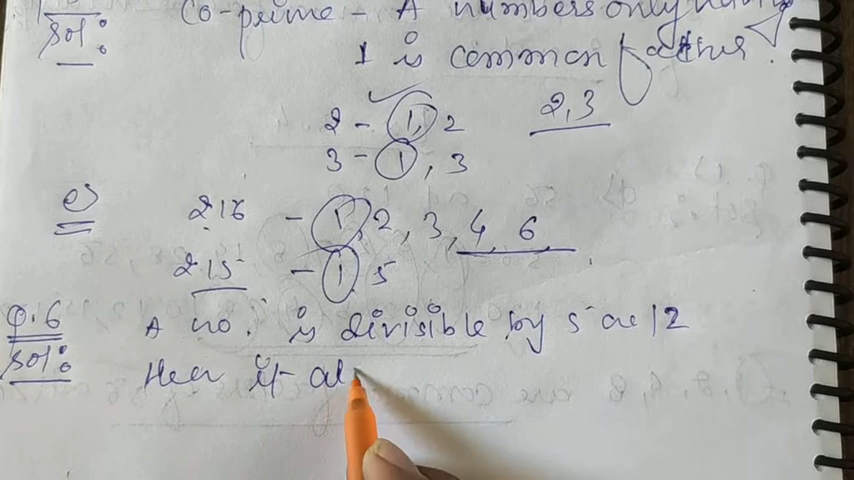 Sol:
Co-prime - A numbers only having
1 is common factors.
2 - 1, 2
2, 3
3 - 1, 3
e)
216 - 1, 2, 3, 4, 6
215 - 1, 5
Q.6 A no. is divisible by 5 and 12
Sol: Then it al